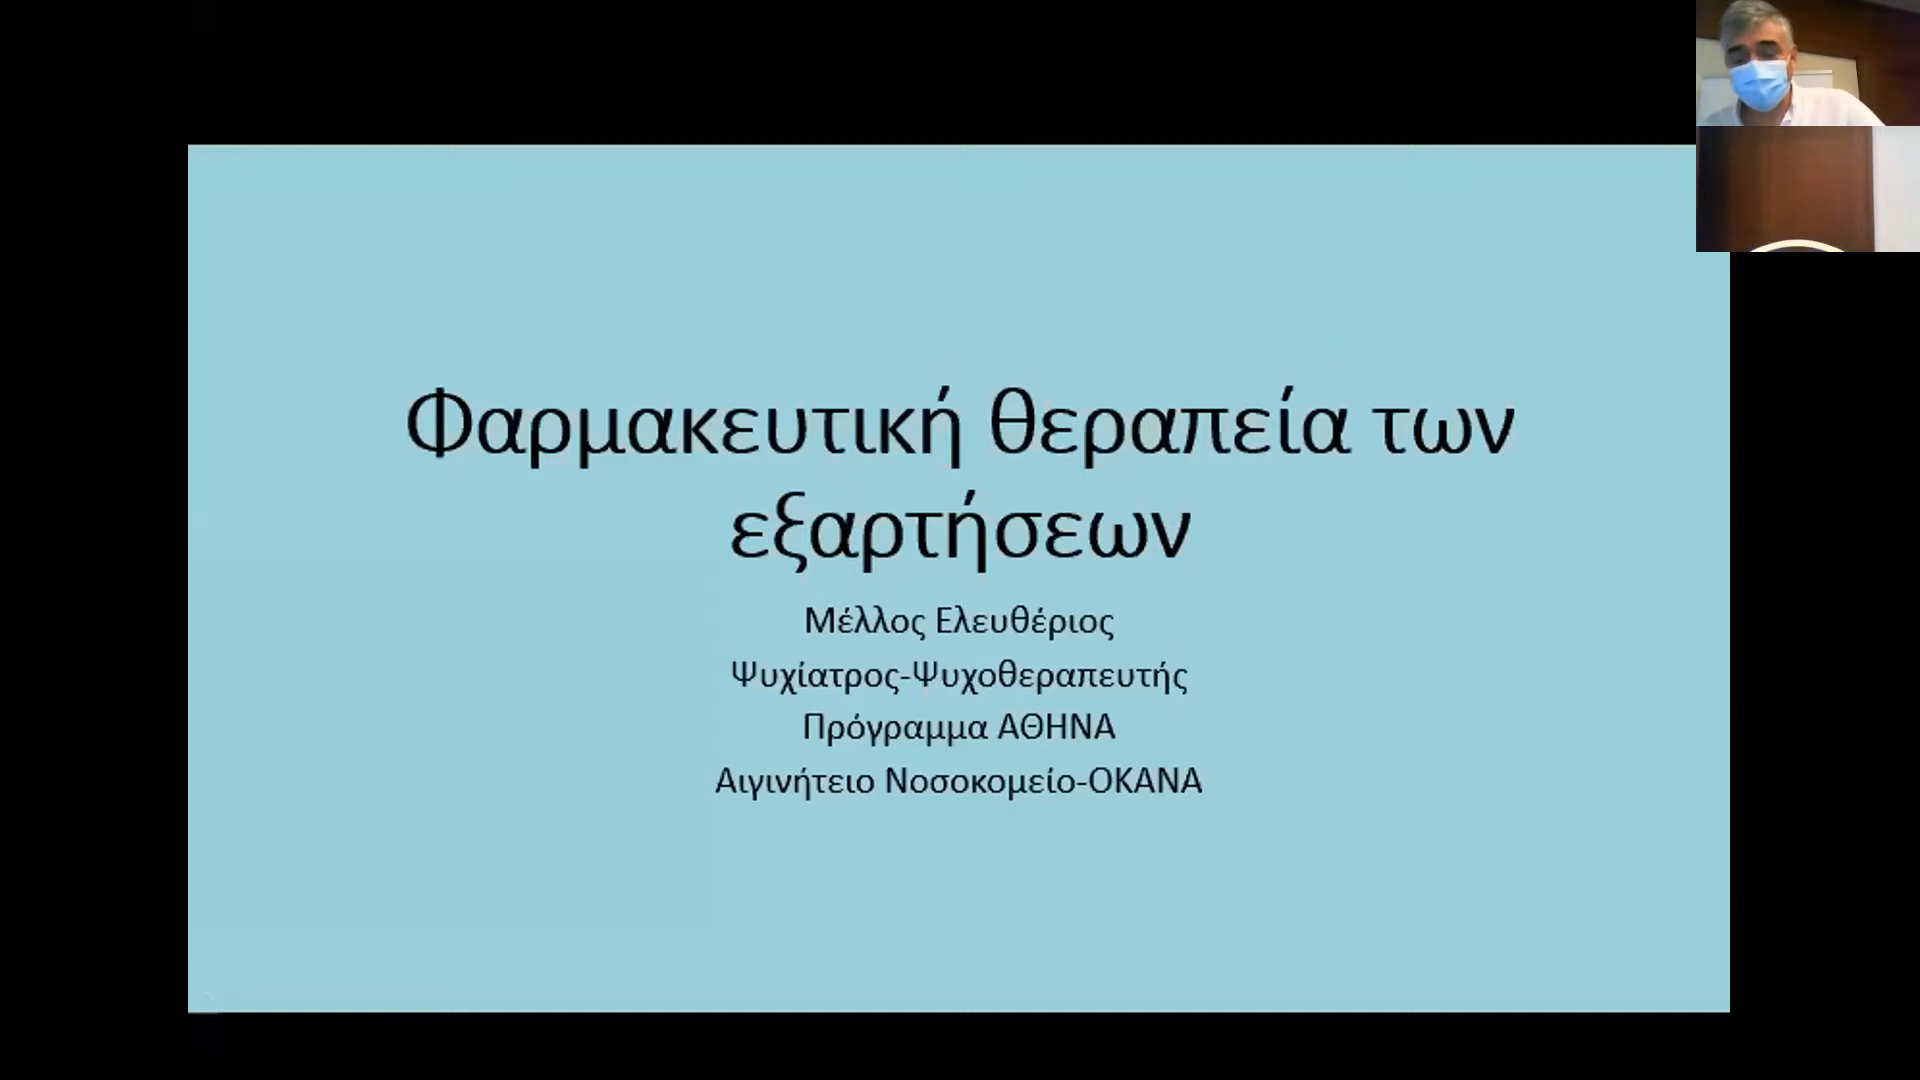 Φαρμακευτική θεραπεία των
εξαρτήσεων
Μέλλος Ελευθέριος
Ψυχίατρος-Ψυχοθεραπευτής
Πρόγραμμα ΑΘΗΝΑ
Αιγινήτειο Νοσοκομείο-ΟΚΑΝΑ